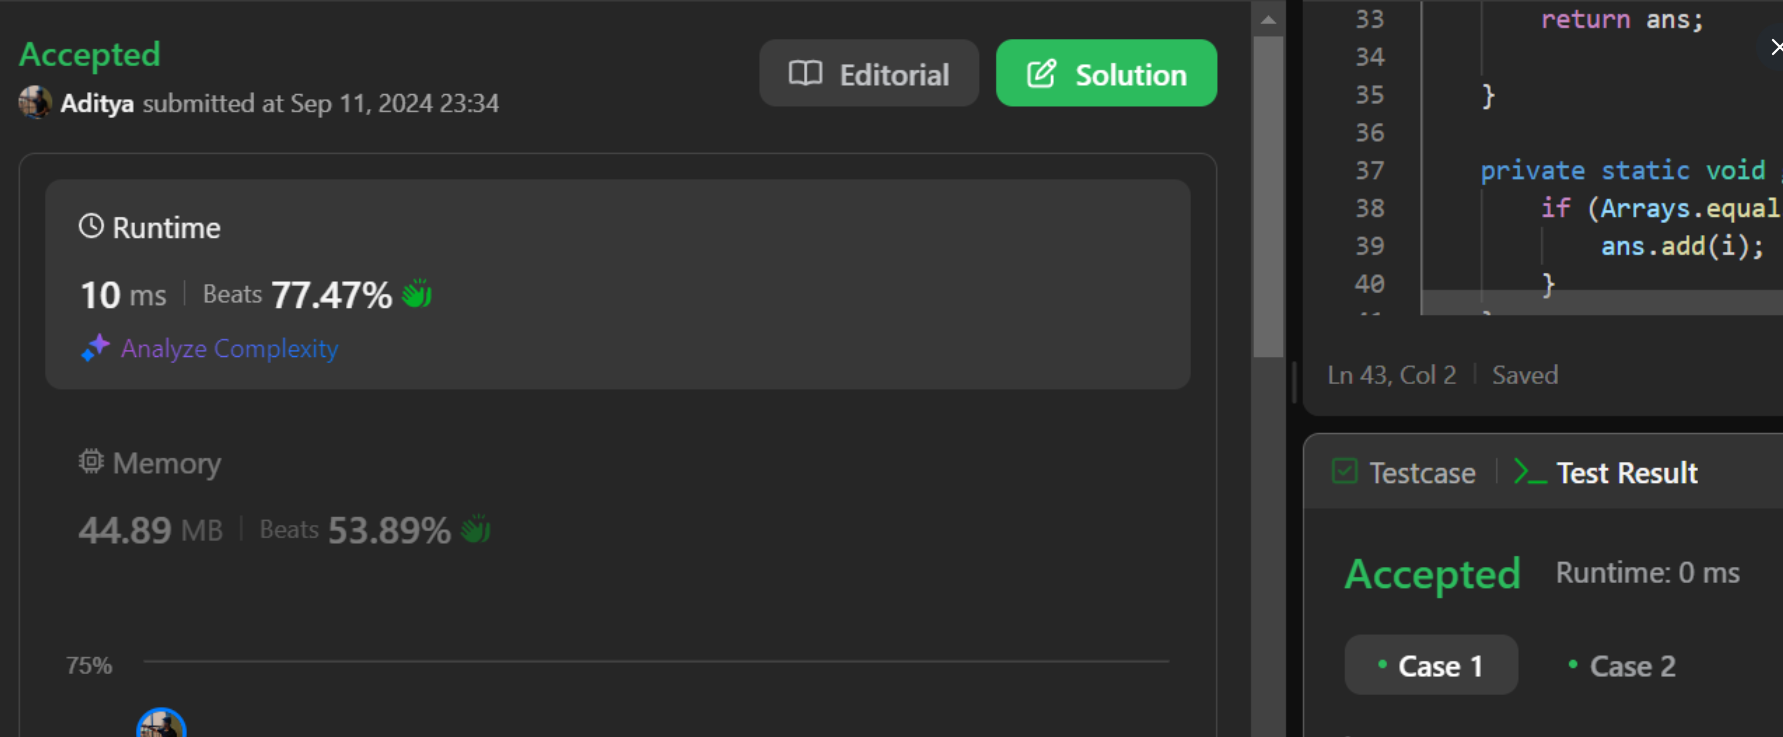 Accepted
Aditya submitted at Sep 11, 2024 23:34
Editorial
Solution
Runtime
10 ms
Beats 77.47%
Analyze Complexity
Memory
44.89 MB
Beats 53.89%
75%
33 return ans;
34
35 }
36
37 private static void
38 if (Arrays.equal
39 ans.add(i);
40 }
Ln 43, Col 2
Saved
Testcase
Test Result
Accepted
Runtime: 0 ms
Case 1
Case 2